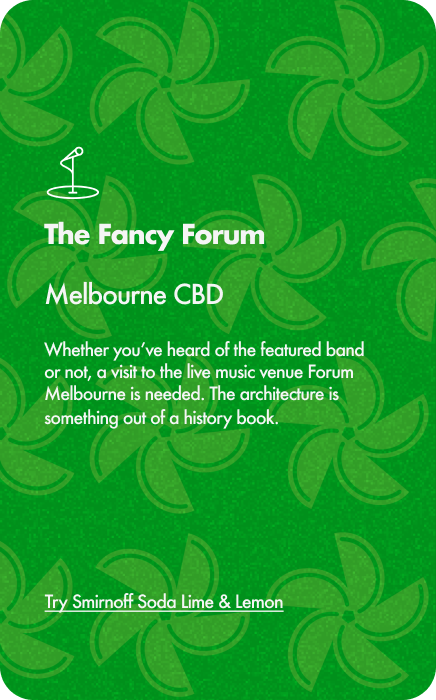 The Fancy Forum
Melbourne CBD
Whether you've heard of the featured band
or not, a visit to the live music venue Forum
Melbourne is needed. The architecture is
something out of a history book.
Try Smirnoff Soda Lime & Lemon